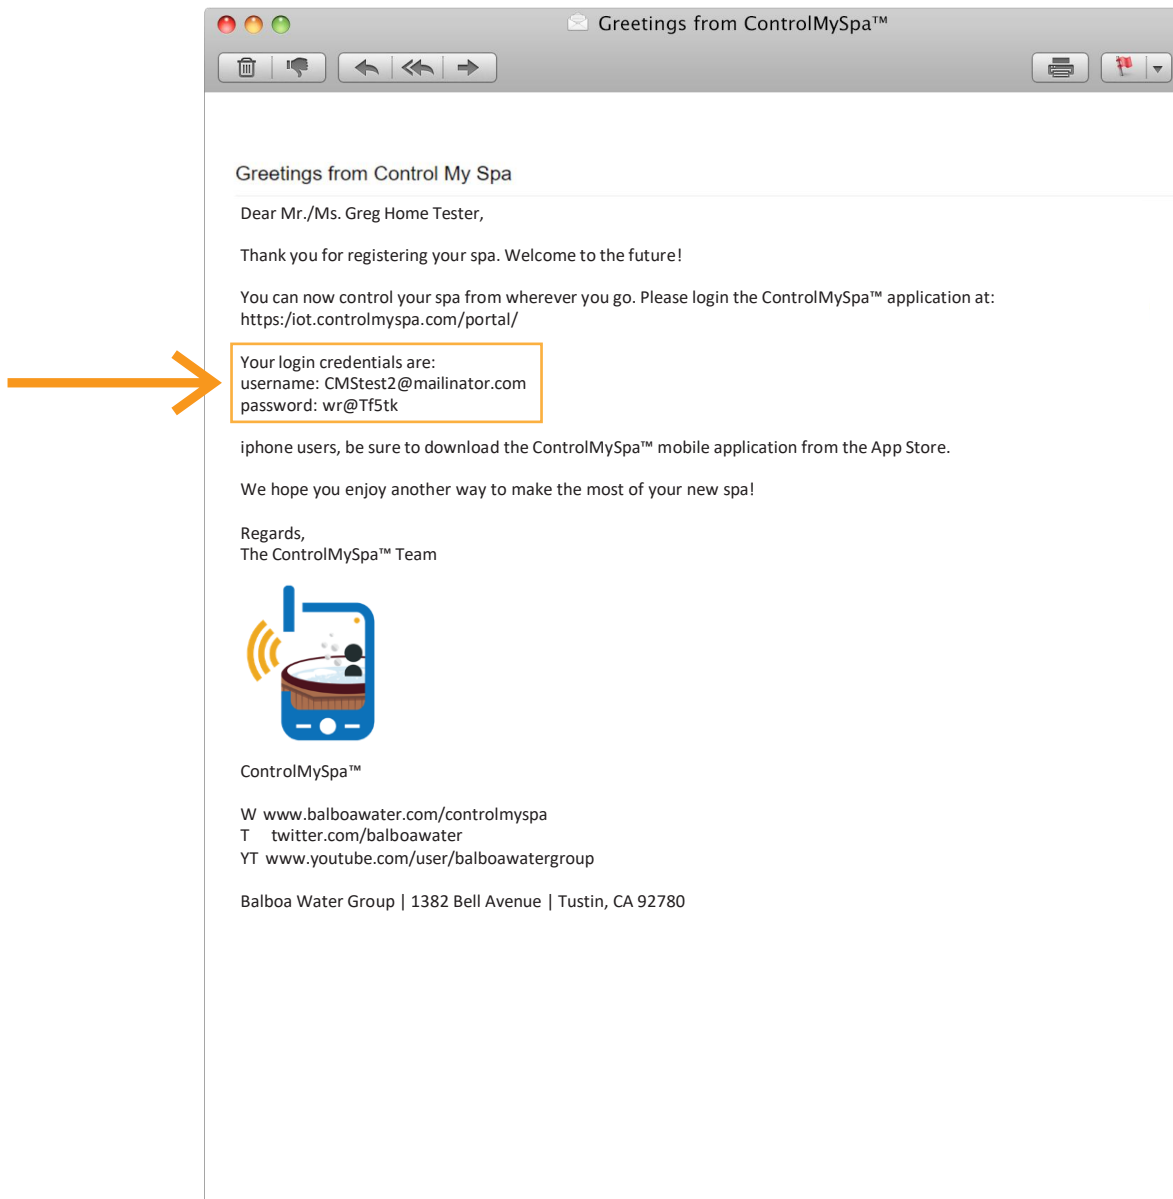 Greetings from ControlMySpa™
Greetings from Control My Spa
Dear Mr./Ms. Greg Home Tester,
Thank you for registering your spa. Welcome to the future!
You can now control your spa from wherever you go. Please login the ControlMySpa™ application at:
https:/iot.controlmyspa.com/portal/
Your login credentials are:
username: CMStest2@mailinator.com
password: wr@Tf5tk
iphone users, be sure to download the ControlMySpa™ mobile application from the App Store.
We hope you enjoy another way to make the most of your new spa!
Regards,
The ControlMySpa™ Team
ControlMySpa™
W www.balboawater.com/controlmyspa
T twitter.com/balboawater
YT www.youtube.com/user/balboawatergroup
Balboa Water Group | 1382 Bell Avenue | Tustin, CA 92780